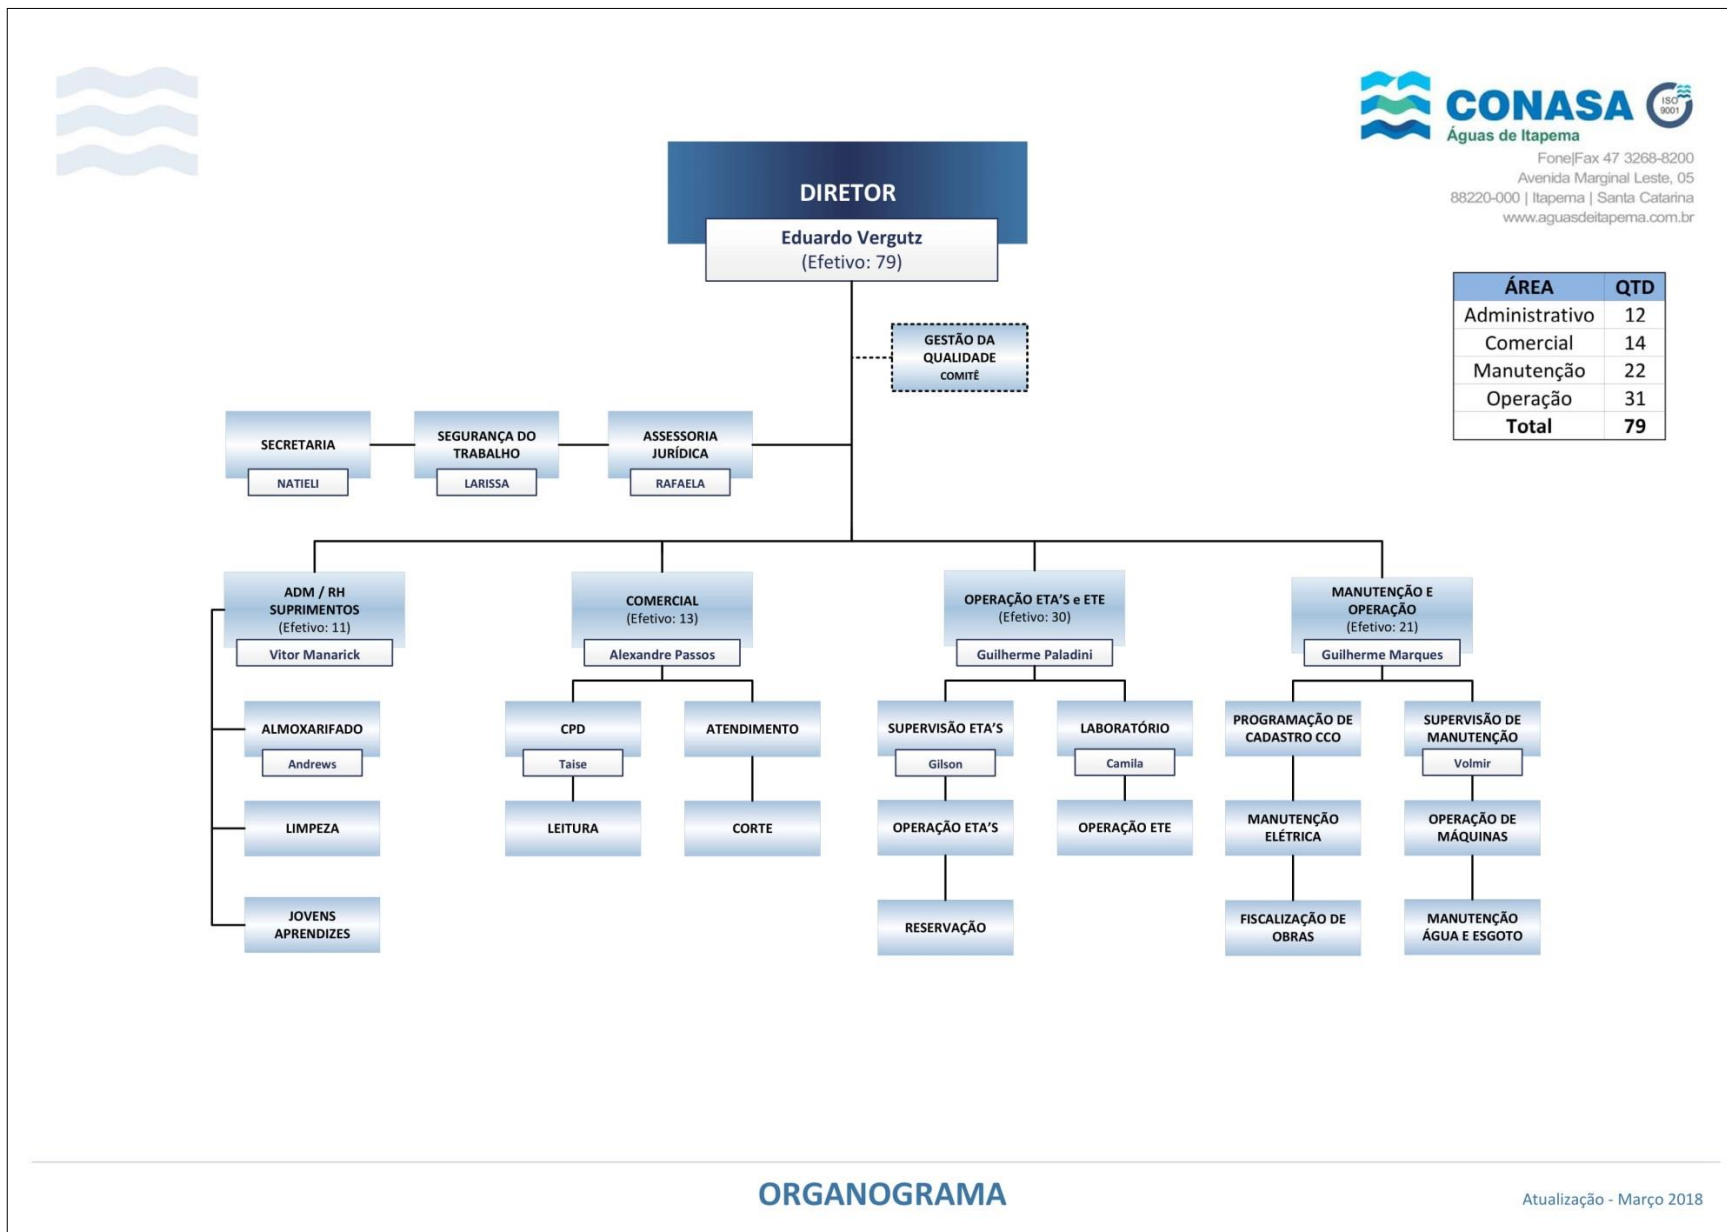 CONASA
ISO
9001
Águas de Itapema
Fone|Fax 47 3268-8200
Avenida Marginal Leste, 05
88220-000 | Itapema | Santa Catarina
www.aguasdeitapema.com.br
DIRETOR
Eduardo Vergutz
(Efetivo: 79)
ÁREA QTD
Administrativo 12
Comercial 14
Manutenção 22
Operação 31
Total 79
GESTÃO DA
QUALIDADE
COMITÊ
SECRETARIA
NATIELI
SEGURANÇA DO
TRABALHO
LARISSA
ASSESSORIA
JURÍDICA
RAFAELA
ADM / RH
SUPRIMENTOS
(Efetivo: 11)
Vitor Manarick
ALMOXARIFADO
Andrews
LIMPEZA
JOVENS
APRENDIZES
COMERCIAL
(Efetivo: 13)
Alexandre Passos
CPD
Taise
LEITURA
ATENDIMENTO
CORTE
OPERAÇÃO ETA'S e ETE
(Efetivo: 30)
Guilherme Paladini
SUPERVISÃO ETA'S
Gilson
OPERAÇÃO ETA'S
RESERVAÇÃO
LABORATÓRIO
Camila
OPERAÇÃO ETE
MANUTENÇÃO E
OPERAÇÃO
(Efetivo: 21)
Guilherme Marques
PROGRAMAÇÃO DE
CADASTRO CCO
MANUTENÇÃO
ELÉTRICA
FISCALIZAÇÃO DE
OBRAS
SUPERVISÃO DE
MANUTENÇÃO
Volmir
OPERAÇÃO DE
MÁQUINAS
MANUTENÇÃO
ÁGUA E ESGOTO
ORGANOGRAMA
Atualização - Março 2018